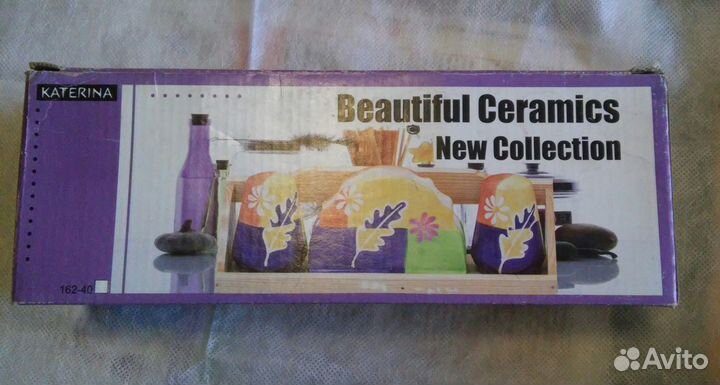 KATERINA
Beautiful Ceramics
New Collection
162-40
Avito